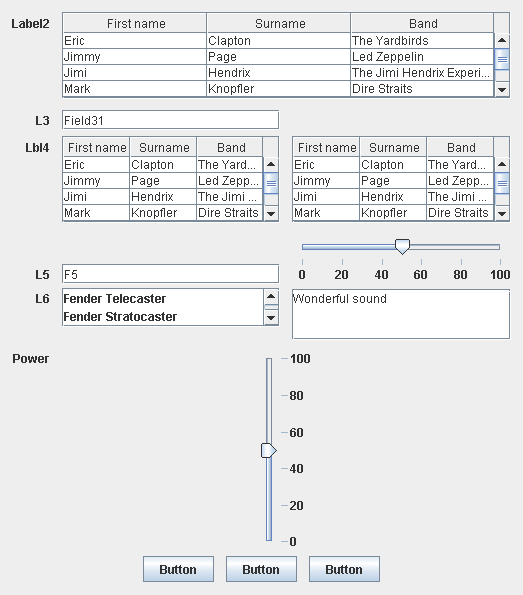 Label2 First name Surname Band
Eric Clapton The Yardbirds
Jimmy Page Led Zeppelin
Jimi Hendrix The Jimi Hendrix Experi...
Mark Knopfler Dire Straits
L3 Field31
Lbl4 First name Surname Band First name Surname Band
Eric Clapton The Yard... Eric Clapton The Yard...
Jimmy Page Led Zepp... Jimmy Page Led Zepp...
Jimi Hendrix The Jimi ... Jimi Hendrix The Jimi ...
Mark Knopfler Dire Straits Mark Knopfler Dire Straits
0 20 40 60 80 100
L5 F5
L6 Fender Telecaster Wonderful sound
Fender Stratocaster
Power 100
80
60
40
20
0
Button Button Button